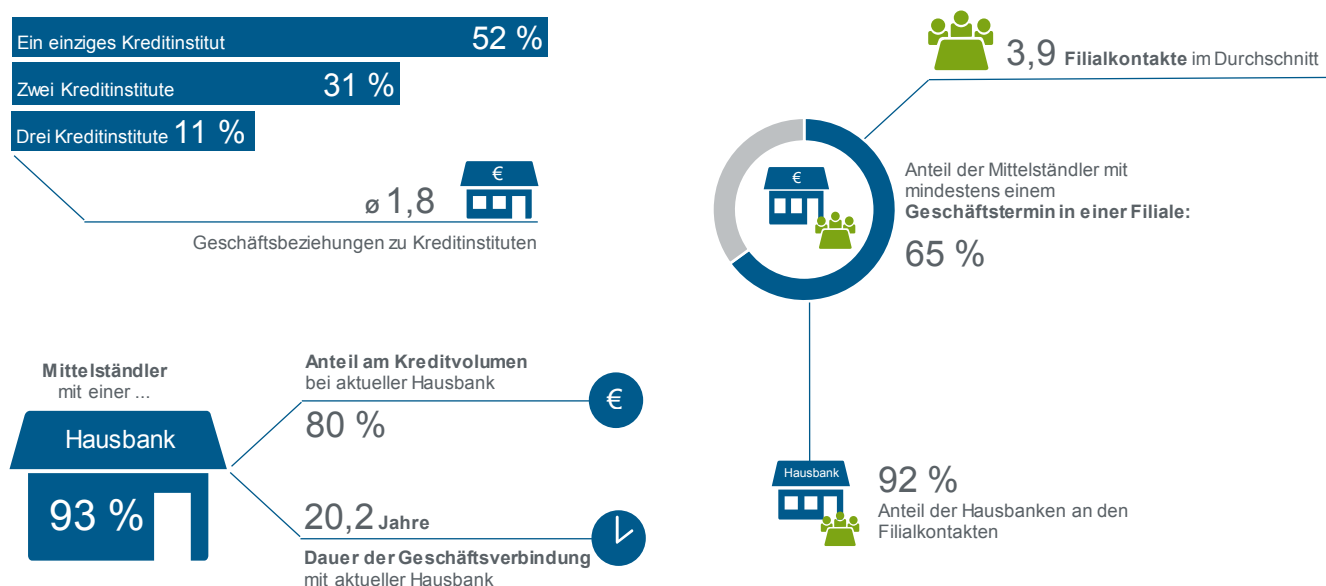 Ein einziges Kreditinstitut 52 %
Zwei Kreditinstitute 31 %
Drei Kreditinstitute 11 %
€
ø 1,8
Geschäftsbeziehungen zu Kreditinstituten
Mittelständler
mit einer ...
Hausbank
93 %
Anteil am Kreditvolumen
bei aktueller Hausbank
80 %
€
20,2 Jahre
Dauer der Geschäftsverbindung
mit aktueller Hausbank
3,9 Filialkontakte im Durchschnitt
€
Anteil der Mittelständler mit
mindestens einem
Geschäftstermin in einer Filiale:
65 %
Hausbank
92 %
Anteil der Hausbanken an den
Filialkontakten